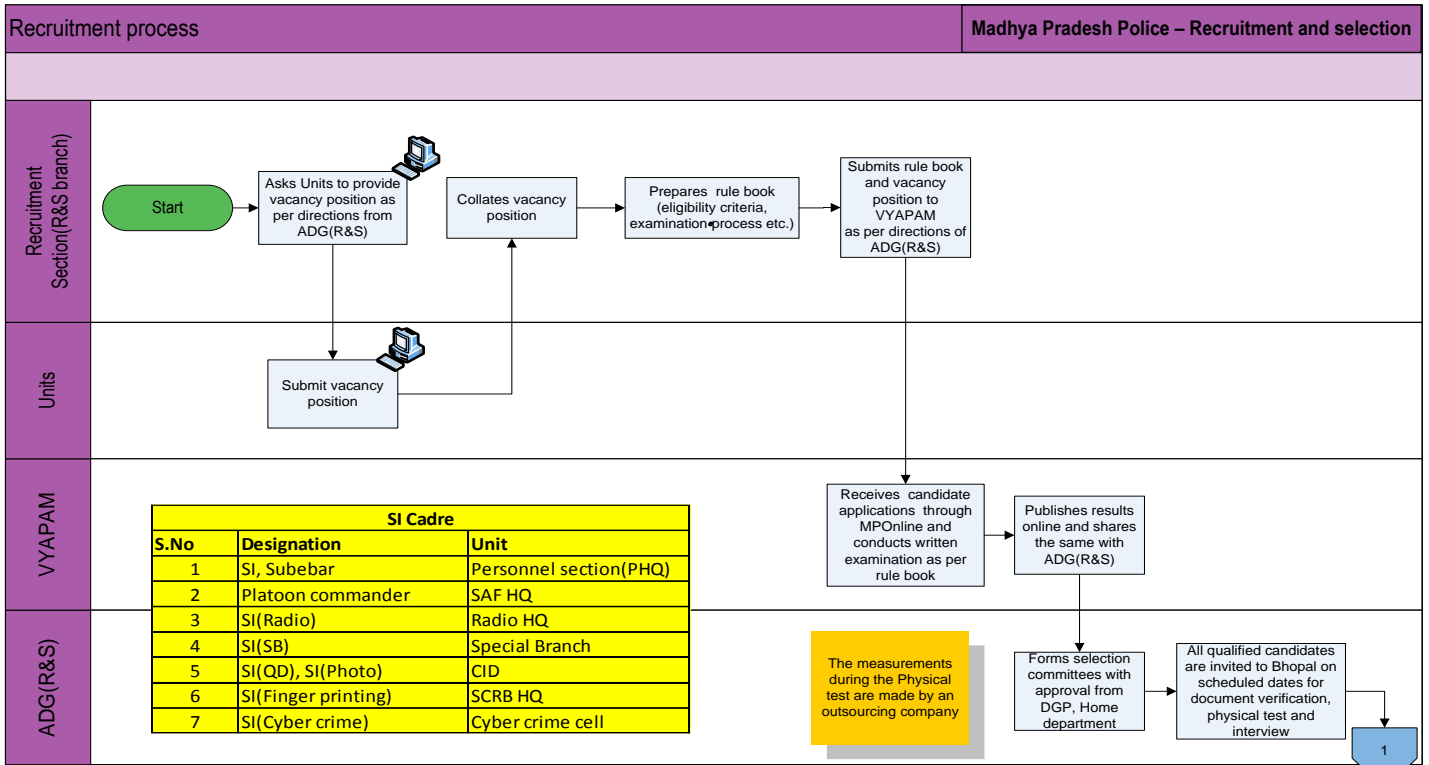 Recruitment process
Madhya Pradesh Police – Recruitment and selection
Recruitment
Section(R&S branch)
Start
Asks Units to provide
vacancy position as
per directions from
ADG(R&S)
Collates vacancy
position
Prepares rule book
(eligibility criteria,
examination process etc.)
Submits rule book
and vacancy
position to
VYAPAM
as per directions of
ADG(R&S)
Units
Submit vacancy
position
VYAPAM
Receives candidate
applications through
MPOnline and
conducts written
examination as per
rule book
Publishes results
online and shares
the same with
ADG(R&S)
SI Cadre
S.No Designation Unit
1 SI, Subebar Personnel section(PHQ)
2 Platoon commander SAF HQ
3 SI(Radio) Radio HQ
4 SI(SB) Special Branch
5 SI(QD), SI(Photo) CID
6 SI(Finger printing) SCRB HQ
7 SI(Cyber crime) Cyber crime cell
ADG(R&S)
The measurements
during the Physical
test are made by an
outsourcing company
Forms selection
committees with
approval from
DGP, Home
department
All qualified candidates
are invited to Bhopal on
scheduled dates for
document verification,
physical test and
interview
1